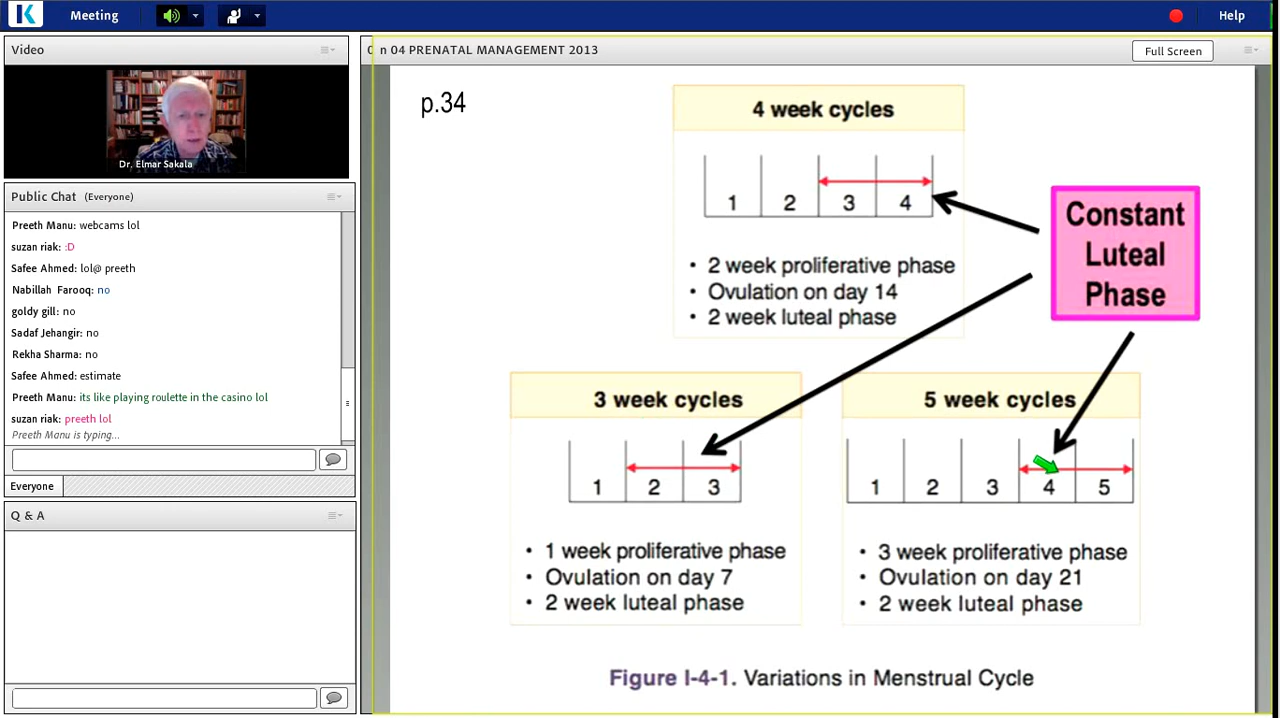 K Meeting Help
Video
Dr. Elmar Sakala
Public Chat (Everyone)
Preeth Manu: webcams lol
suzan riak: :D
Safee Ahmed: lol@ preeth
Nabillah Farooq: no
goldy gill: no
Sadaf Jehangir: no
Rekha Sharma: no
Safee Ahmed: estimate
Preeth Manu: its like playing roulette in the casino lol
suzan riak: preeth lol
Preeth Manu is typing...
Everyone
Q & A
n 04 PRENATAL MANAGEMENT 2013
Full Screen
p.34
4 week cycles
1 2 3 4
• 2 week proliferative phase
• Ovulation on day 14
• 2 week luteal phase
Constant
Luteal
Phase
3 week cycles
1 2 3
• 1 week proliferative phase
• Ovulation on day 7
• 2 week luteal phase
5 week cycles
1 2 3 4 5
• 3 week proliferative phase
• Ovulation on day 21
• 2 week luteal phase
Figure I-4-1. Variations in Menstrual Cycle